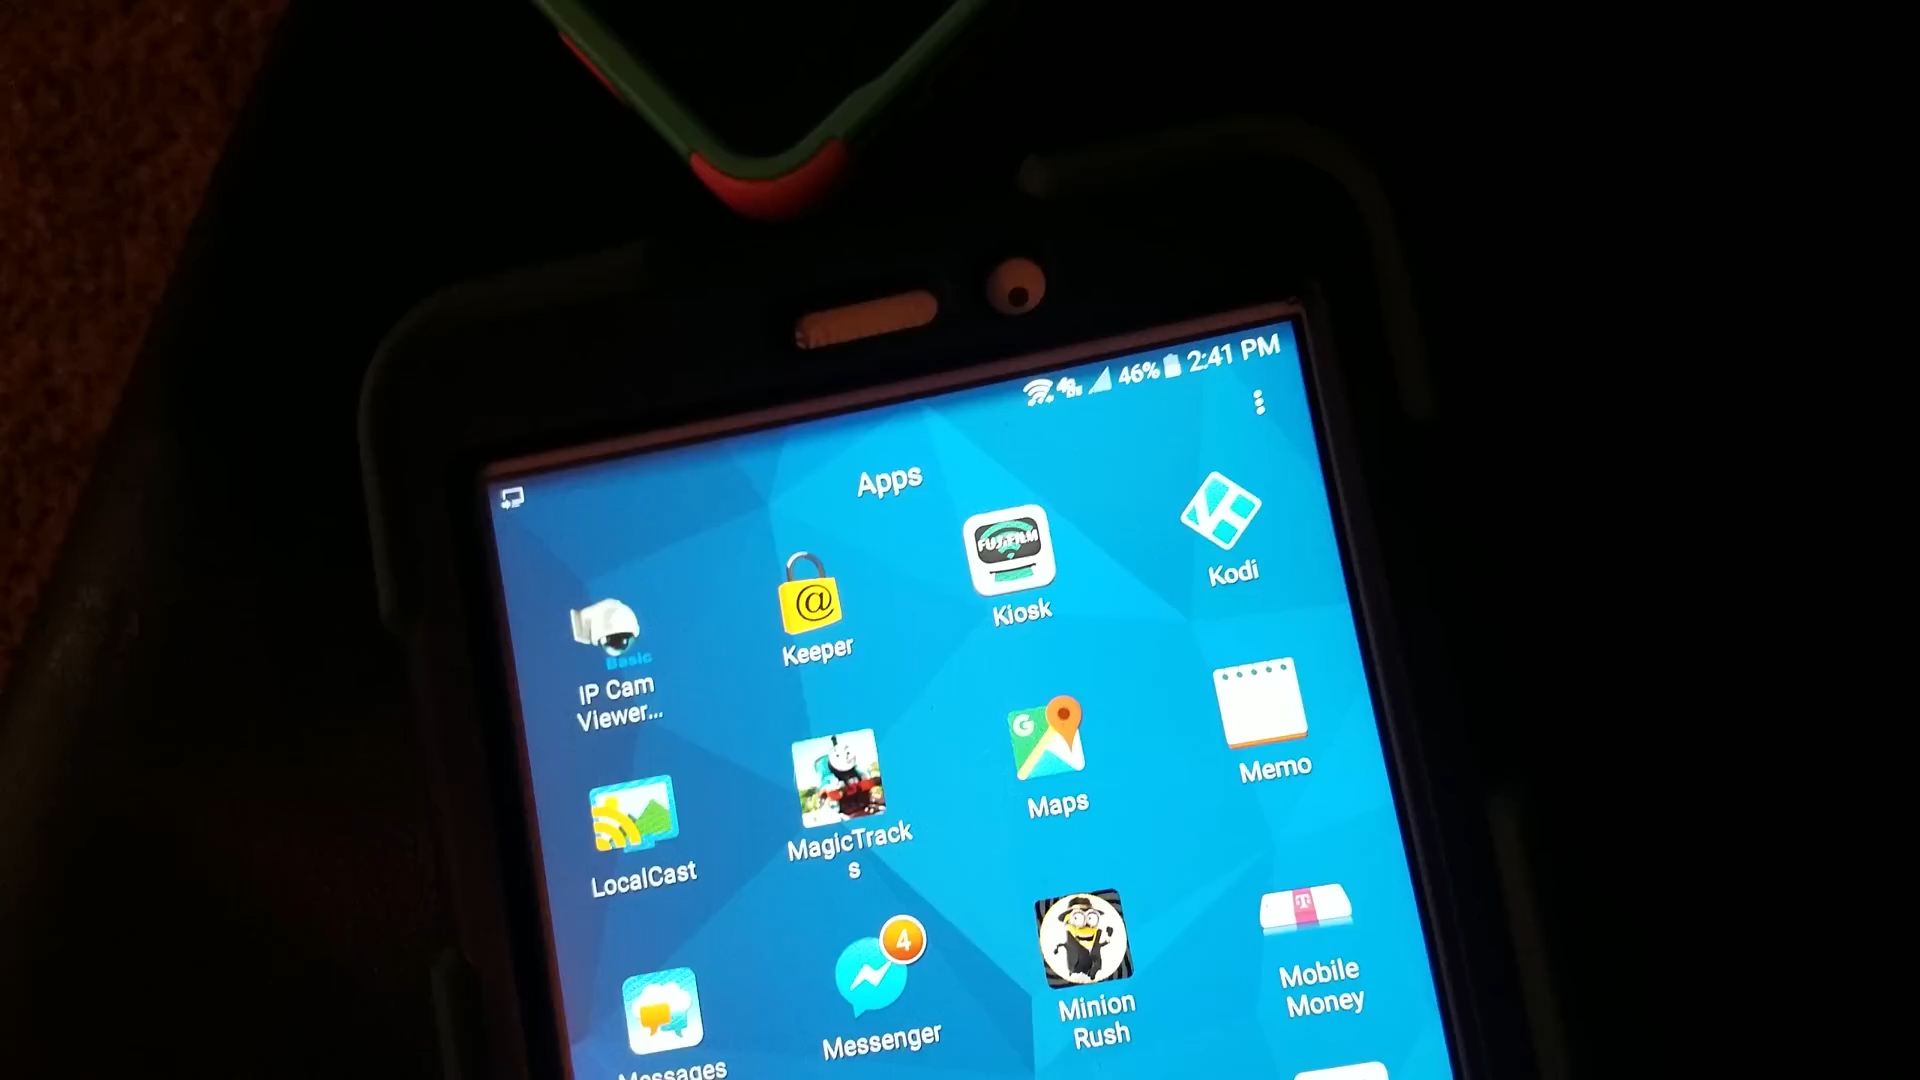 46% 2:41 PM
Apps
Basic
IP Cam
Viewer...
@
Keeper
FUJIFILM
Kiosk
Kodi
LocalCast
MagicTrack
s
G
Maps
Memo
Messages
4
Messenger
Minion
Rush
T
Mobile
Money